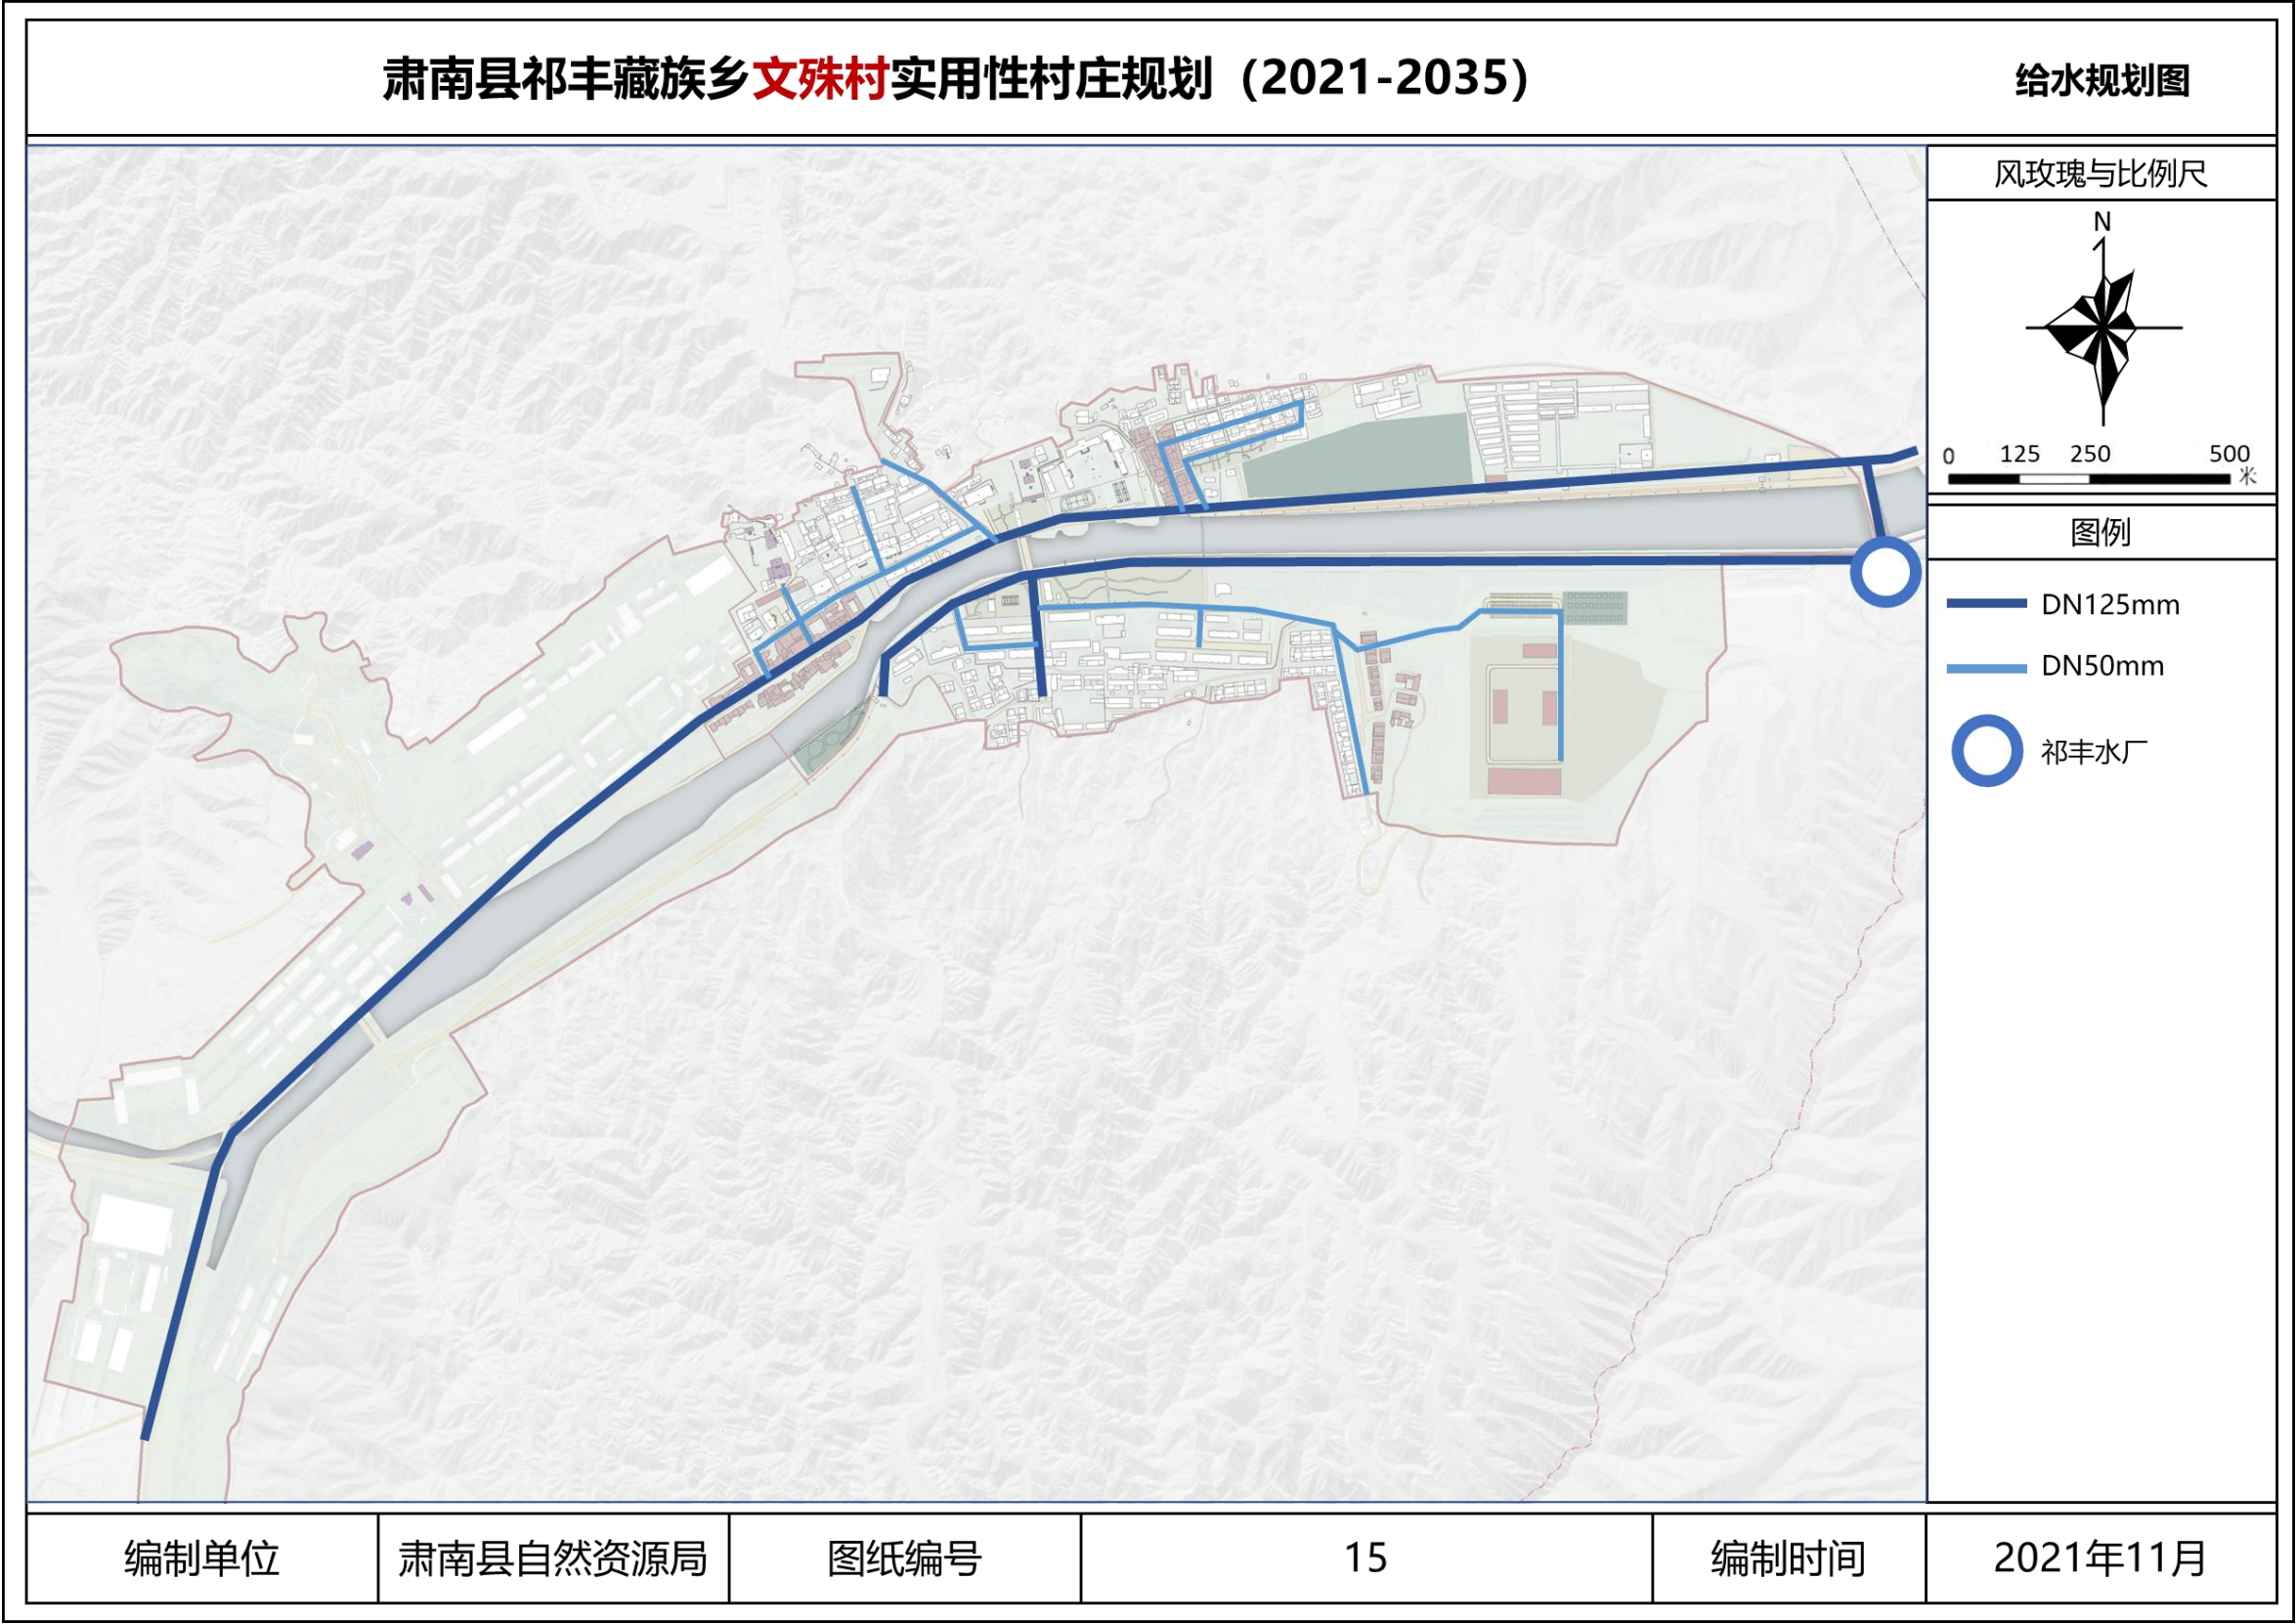 肃南县祁丰藏族乡文殊村实用性村庄规划（2021-2035）
给水规划图
风玫瑰与比例尺
N
0 125 250 500
米
图例
DN125mm
DN50mm
祁丰水厂
编制单位 肃南县自然资源局 图纸编号 15 编制时间 2021年11月